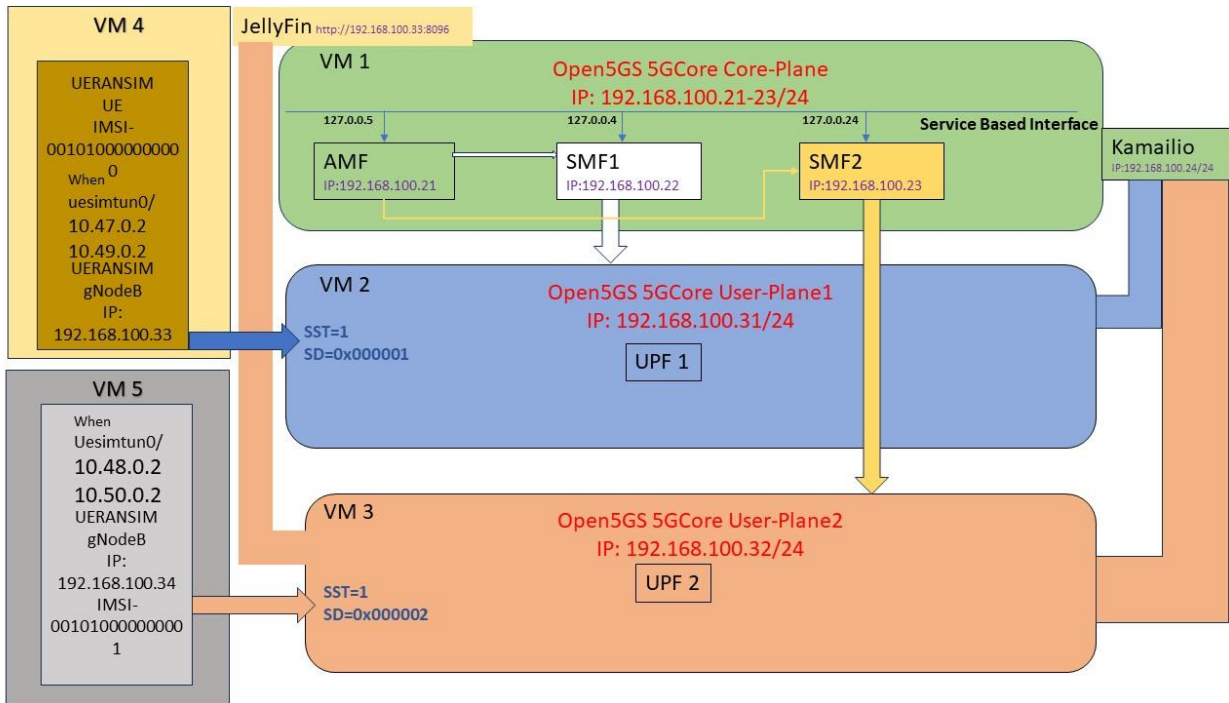 VM 4
UERANSIM
UE
IMSI-
00101000000000
0
When
uesimtun0/
10.47.0.2
10.49.0.2
UERANSIM
gNodeB
IP:
192.168.100.33
JellyFin http://192.168.100.33:8096
VM 1
Open5GS 5GCore Core-Plane
IP: 192.168.100.21-23/24
127.0.0.5
127.0.0.4
127.0.0.24
Service Based Interface
AMF
IP:192.168.100.21
SMF1
IP:192.168.100.22
SMF2
IP:192.168.100.23
Kamailio
IP:192.168.100.24/24
VM 2
Open5GS 5GCore User-Plane1
IP: 192.168.100.31/24
SST=1
SD=0x000001
UPF 1
VM 5
When
Uesimtun0/
10.48.0.2
10.50.0.2
UERANSIM
gNodeB
IP:
192.168.100.34
IMSI-
00101000000000
1
VM 3
Open5GS 5GCore User-Plane2
IP: 192.168.100.32/24
SST=1
SD=0x000002
UPF 2